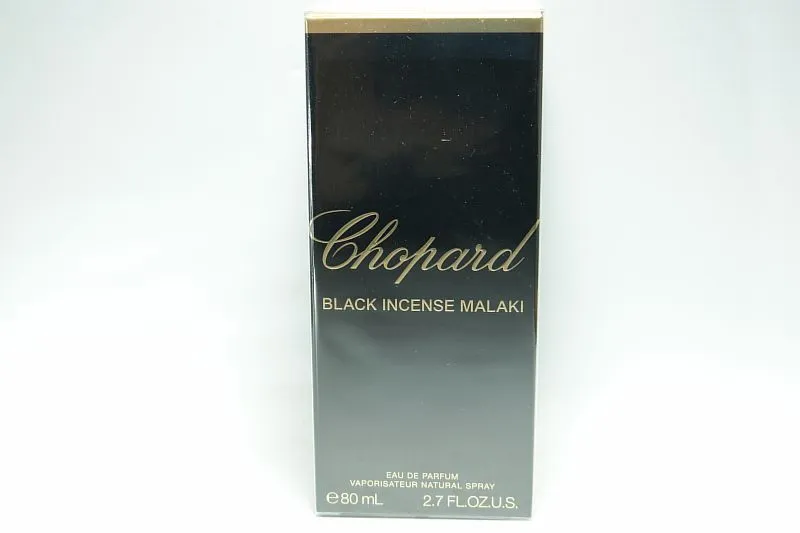 Chopard
BLACK INCENSE MALAKI
EAU DE PARFUM
VAPORISATEUR NATURAL SPRAY
℮80 mL 2.7 FL.OZ.U.S.